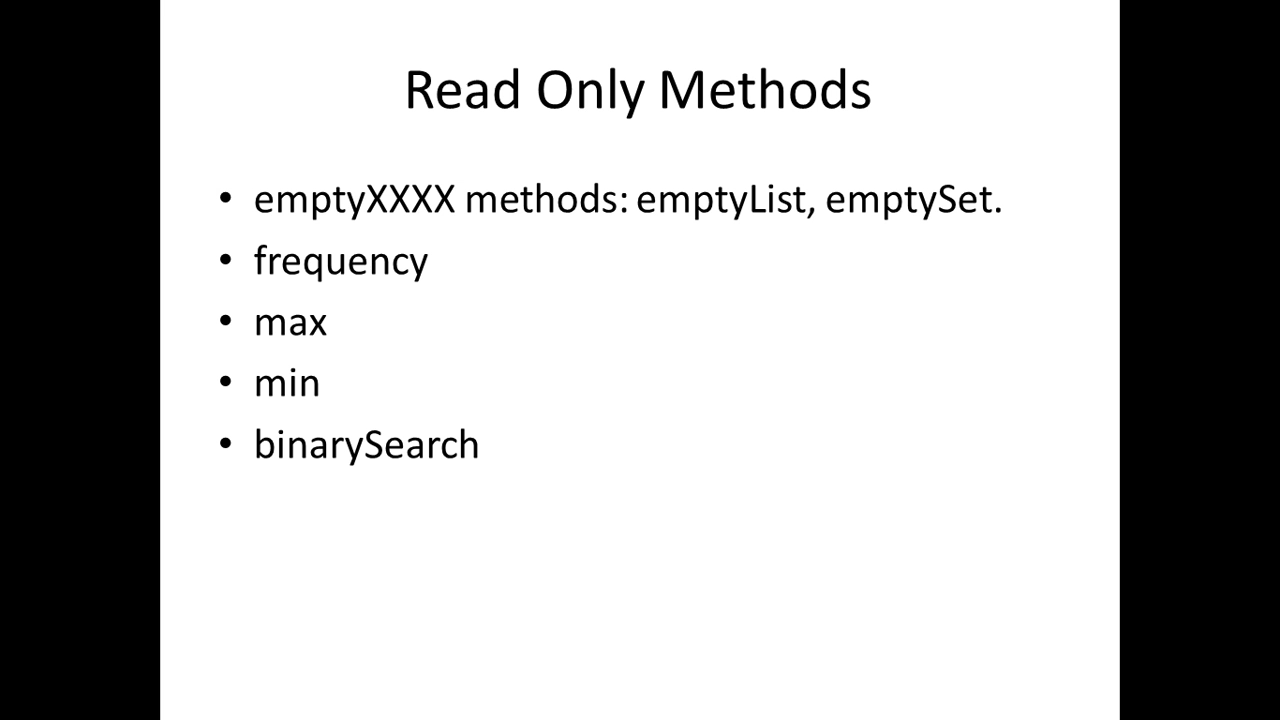 Read Only Methods
• emptyXXXX methods: emptyList, emptySet.
• frequency
• max
• min
• binarySearch